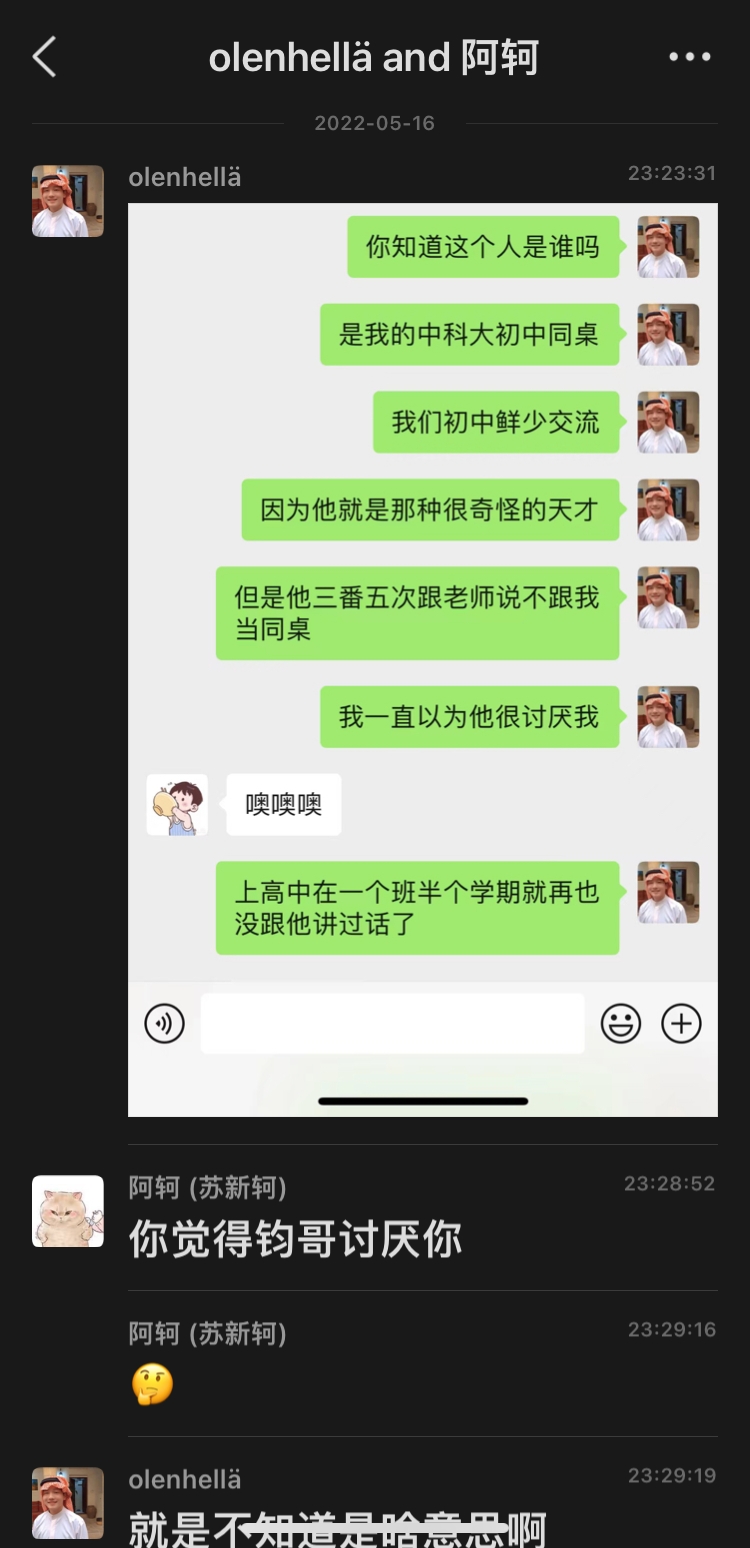 olenhellä and 阿轲
2022-05-16
olenhellä
23:23:31
你知道这个人是谁吗
是我的中科大初中同桌
我们初中鲜少交流
因为他就是那种很奇怪的天才
但是他三番五次跟老师说不跟我
当同桌
我一直以为他很讨厌我
噢噢噢
上高中在一个班半个学期就再也
没跟他讲过话了
阿轲 (苏新轲)
23:28:52
你觉得钧哥讨厌你
阿轲 (苏新轲)
23:29:16
🤔
olenhellä
23:29:19
就是不知道是啥意思啊